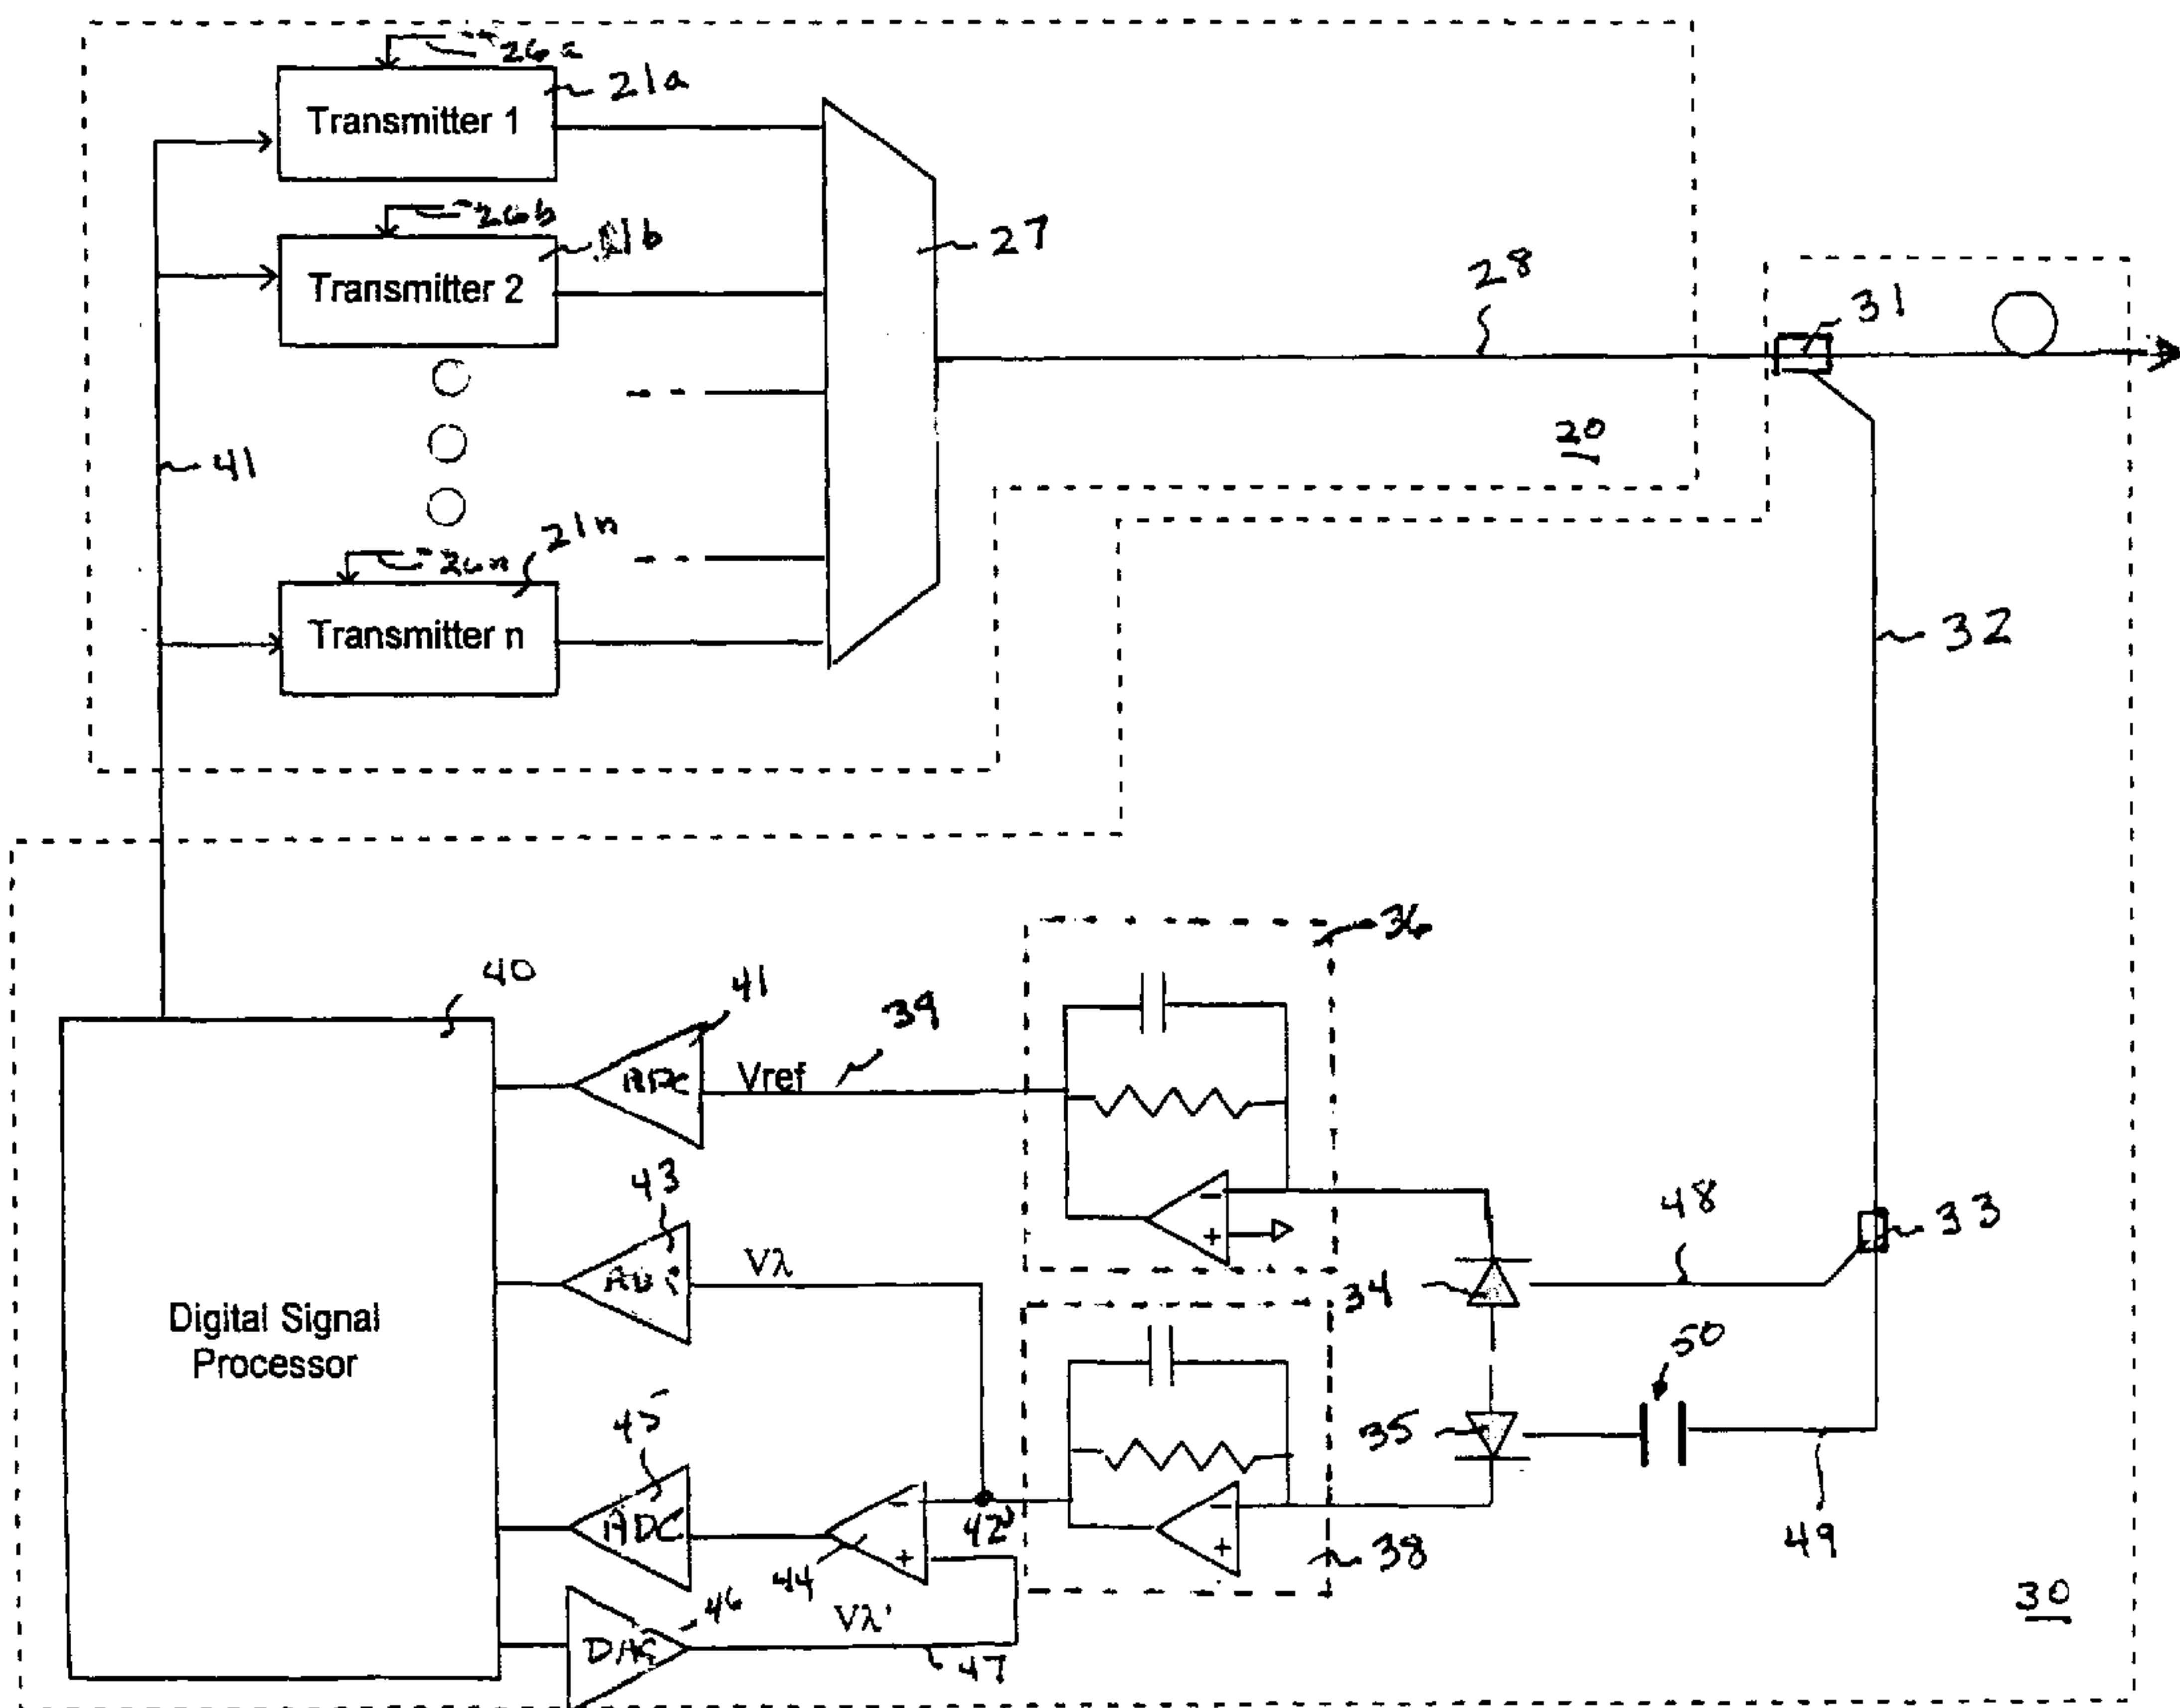 26a
21a
Transmitter 1
26b
Transmitter 2
27
28
31
20
41
21n
26n
Transmitter n
32
36
40
41
39
Vref
43
Vλ
48
33
34
50
Digital Signal
Processor
45
35
ADC
42
44
38
49
46
Vλ'
DAC
47
30
-
+
-
+
-
+